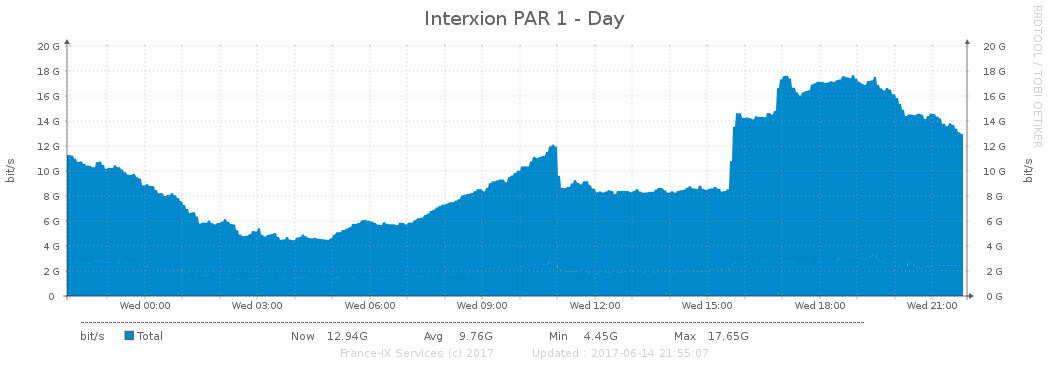 Interxion PAR 1 - Day
RRDTOOL / TOBI OETIKER
20 G 20 G
18 G 18 G
16 G 16 G
14 G 14 G
12 G 12 G
10 G 10 G
8 G 8 G
6 G 6 G
4 G 4 G
2 G 2 G
0 0 G
bit/s bit/s
Wed 00:00 Wed 03:00 Wed 06:00 Wed 09:00 Wed 12:00 Wed 15:00 Wed 18:00 Wed 21:00
bit/s Total Now 12.94G Avg 9.76G Min 4.45G Max 17.65G
France-IX Services (c) 2017 Updated : 2017-06-14 21:55:07